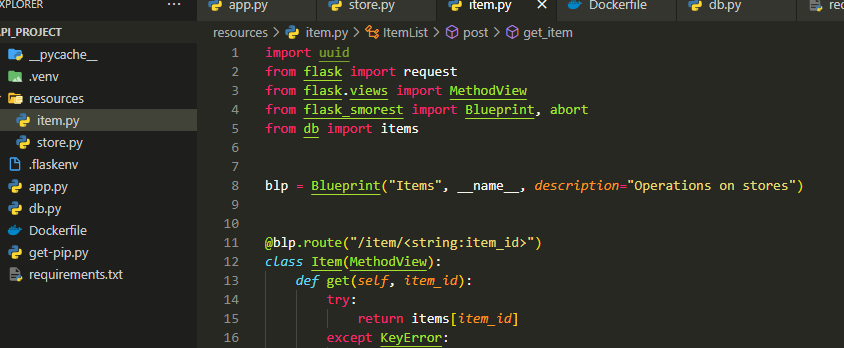 EXPLORER ...
API_PROJECT
__pycache__
.venv
resources
item.py
store.py
.flaskenv
app.py
db.py
Dockerfile
get-pip.py
requirements.txt
app.py store.py item.py Dockerfile db.py
resources > item.py > ItemList > post > get_item
1 import uuid
2 from flask import request
3 from flask.views import MethodView
4 from flask_smorest import Blueprint, abort
5 from db import items
6
7
8 blp = Blueprint("Items", __name__, description="Operations on stores")
9
10
11 @blp.route("/item/<string:item_id>")
12 class Item(MethodView):
13 def get(self, item_id):
14 try:
15 return items[item_id]
16 except KeyError: